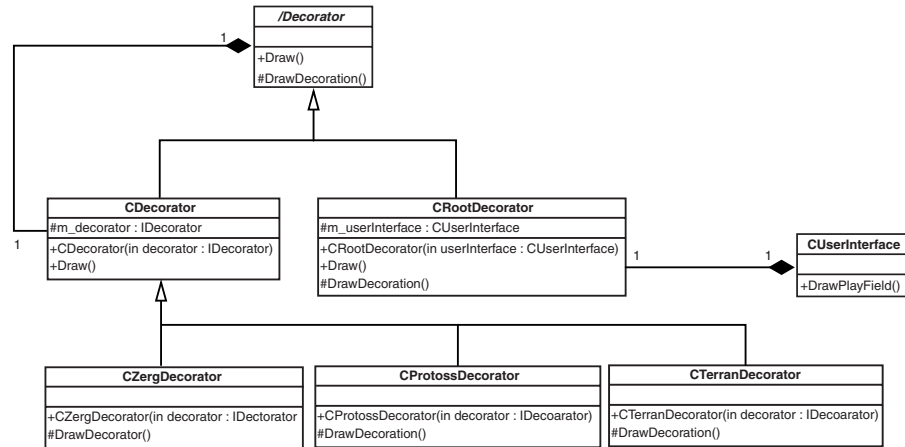 /Decorator
1
+Draw()
#DrawDecoration()
CDecorator
#m_decorator : IDecorator
+CDecorator(in decorator : IDecorator)
+Draw()
1
CRootDecorator
#m_userInterface : CUserInterface
+CRootDecorator(in userInterface : CUserInterface)
+Draw()
#DrawDecoration()
1
1
CUserInterface
+DrawPlayField()
CZergDecorator
+CZergDecorator(in decorator : IDectorator
#DrawDecorator()
CProtossDecorator
+CProtossDecorator(in decorator : IDecoarator)
#DrawDecoration()
CTerranDecorator
+CTerranDecorator(in decorator : IDecoarator)
#DrawDecoration()